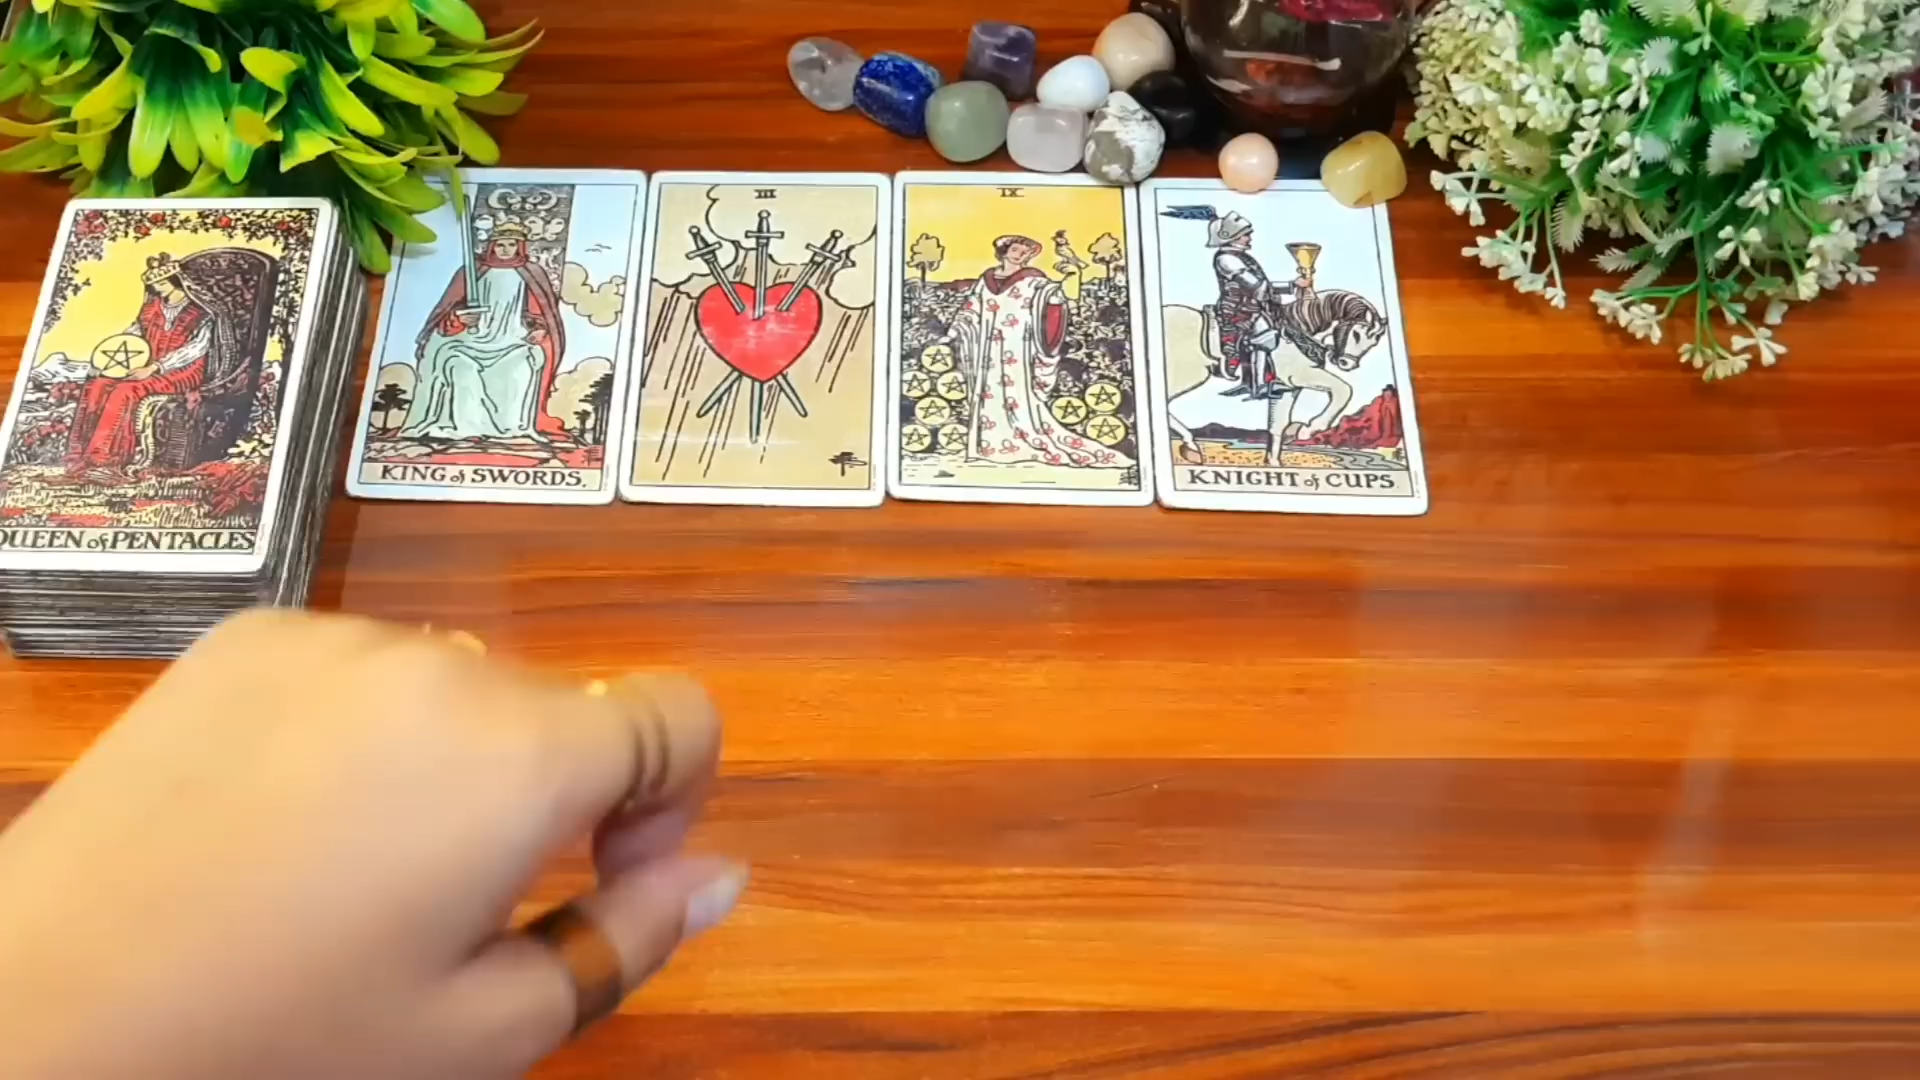 QUEEN of PENTACLES
KING of SWORDS.
III
IX
KNIGHT of CUPS